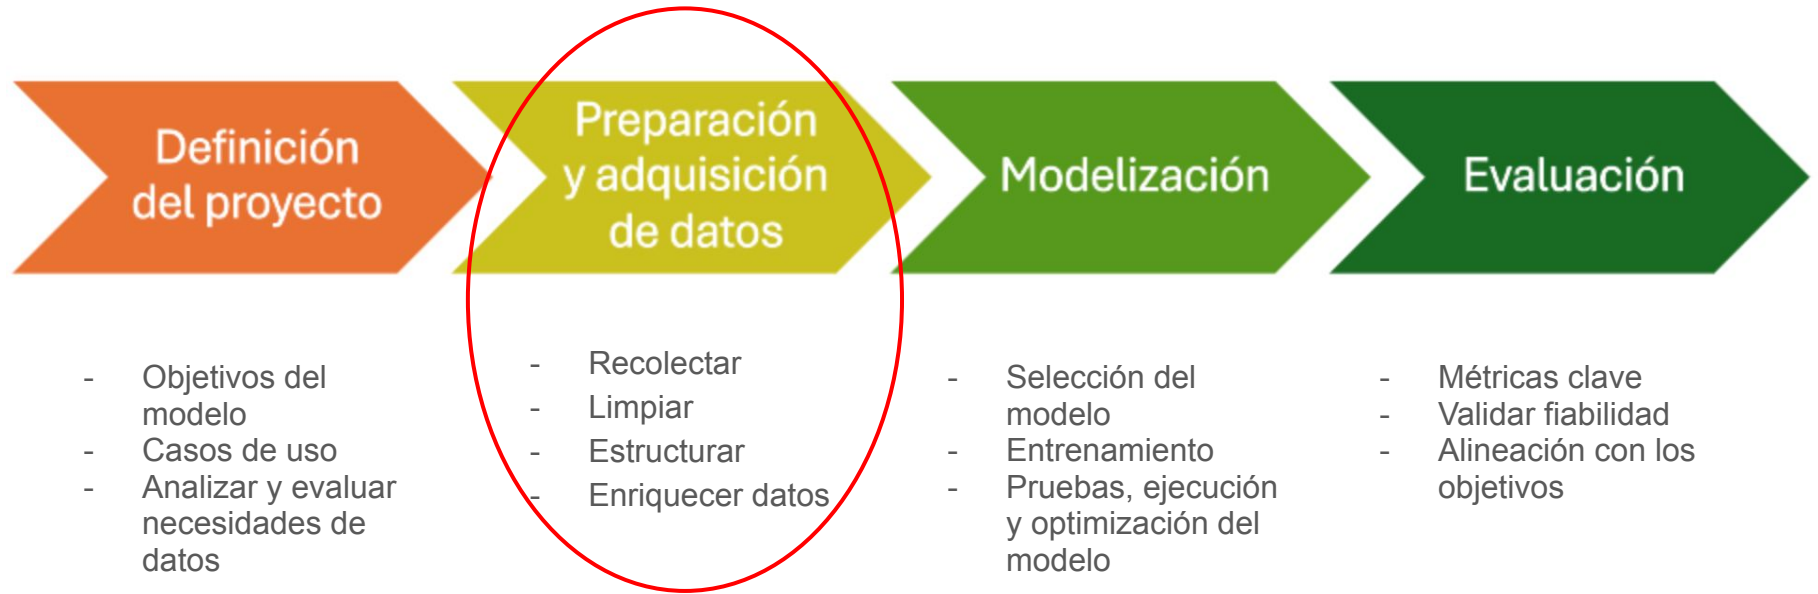 Definición
del proyecto
Preparación
y adquisición
de datos
Modelización
Evaluación
- Objetivos del
modelo
- Casos de uso
- Analizar y evaluar
necesidades de
datos
- Recolectar
- Limpiar
- Estructurar
- Enriquecer datos
- Selección del
modelo
- Entrenamiento
- Pruebas, ejecución
y optimización del
modelo
- Métricas clave
- Validar fiabilidad
- Alineación con los
objetivos